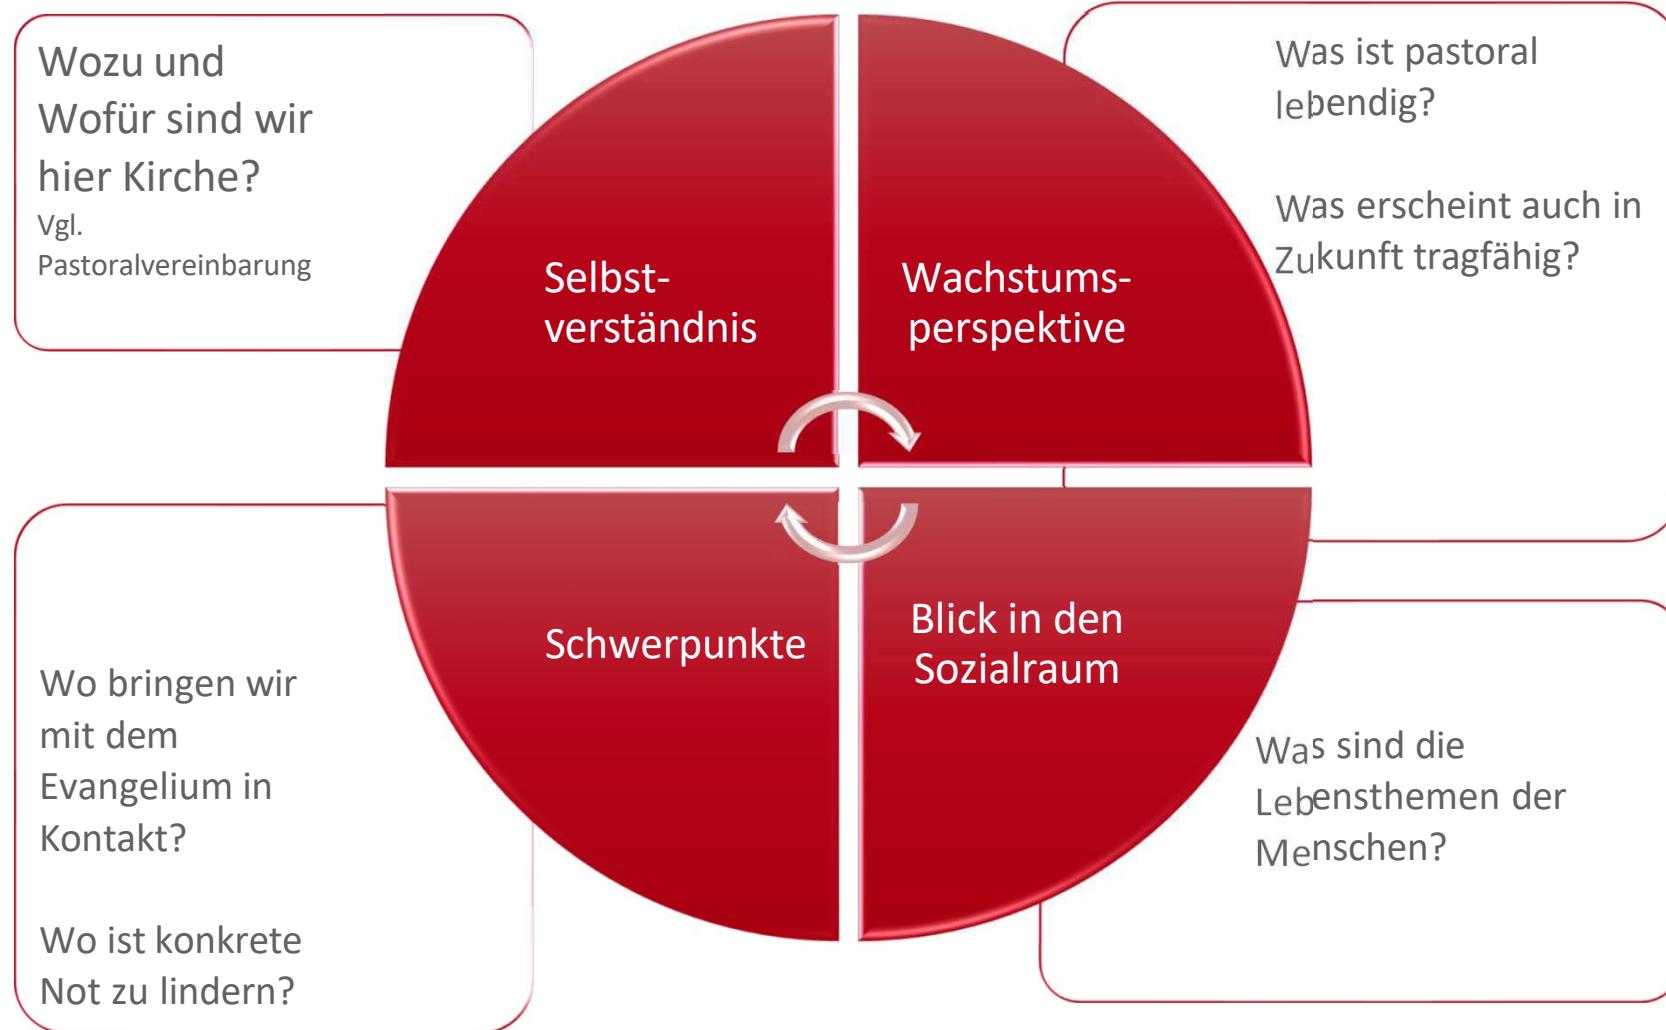 Wozu und
Wofür sind wir
hier Kirche?
Vgl.
Pastoralvereinbarung
Selbst-
verständnis
Wachstums-
perspektive
Was ist pastoral
lebendig?
Was erscheint auch in
Zukunft tragfähig?
Wo bringen wir
mit dem
Evangelium in
Kontakt?
Wo ist konkrete
Not zu lindern?
Schwerpunkte
Blick in den
Sozialraum
Was sind die
Lebensthemen der
Menschen?